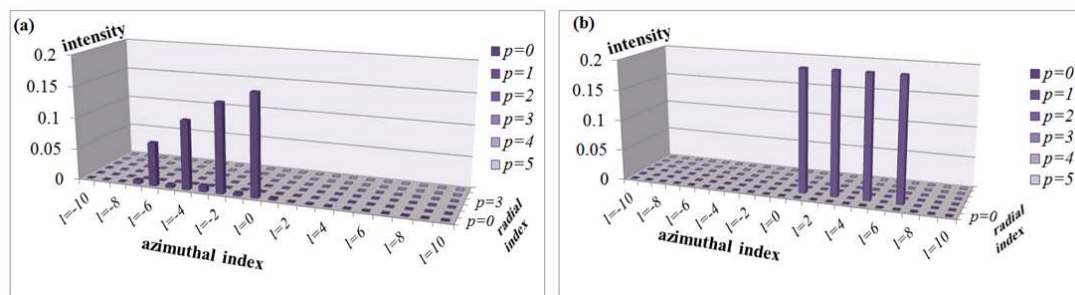 (a)
intensity
0.2
0.15
0.1
0.05
0
l=-10
l=-8
l=-6
l=-4
l=-2
l=0
l=2
l=4
l=6
l=8
l=10
azimuthal index
p=0
p=3
radial
index
p=0
p=1
p=2
p=3
p=4
p=5
(b)
intensity
0.2
0.15
0.1
0.05
0
l=-10
l=-8
l=-6
l=-4
l=-2
l=0
l=2
l=4
l=6
l=8
l=10
azimuthal index
p=0
radial
index
p=0
p=1
p=2
p=3
p=4
p=5